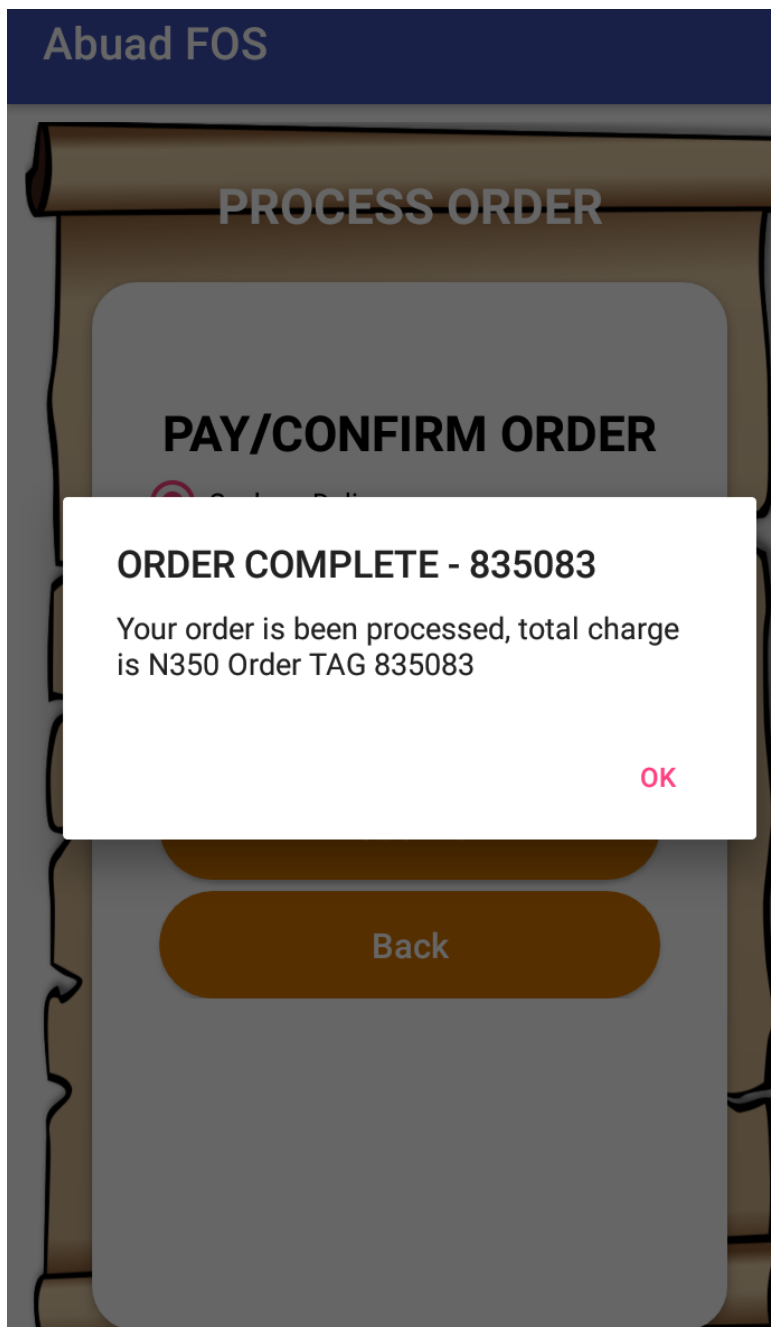 Abuad FOS
PROCESS ORDER
PAY/CONFIRM ORDER
ORDER COMPLETE - 835083
Your order is been processed, total charge
is N350 Order TAG 835083
OK
Back